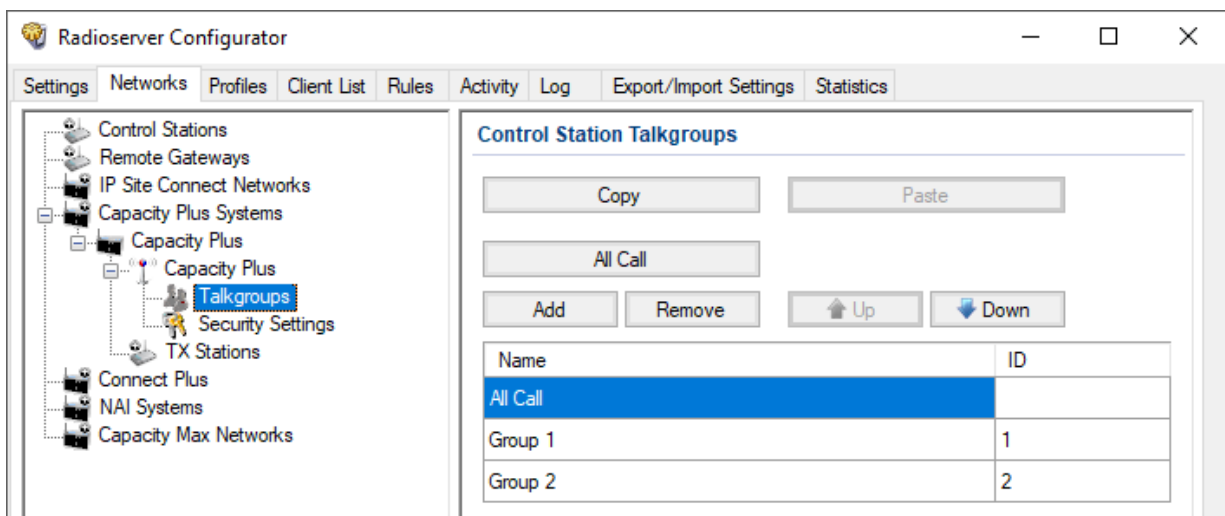 Radioserver Configurator
Settings Networks Profiles Client List Rules Activity Log Export/Import Settings Statistics
Control Stations
Remote Gateways
IP Site Connect Networks
Capacity Plus Systems
Capacity Plus
Capacity Plus
Talkgroups
Security Settings
TX Stations
Connect Plus
NAI Systems
Capacity Max Networks
Control Station Talkgroups
Copy Paste
All Call
Add Remove Up Down
Name ID
All Call
Group 1 1
Group 2 2